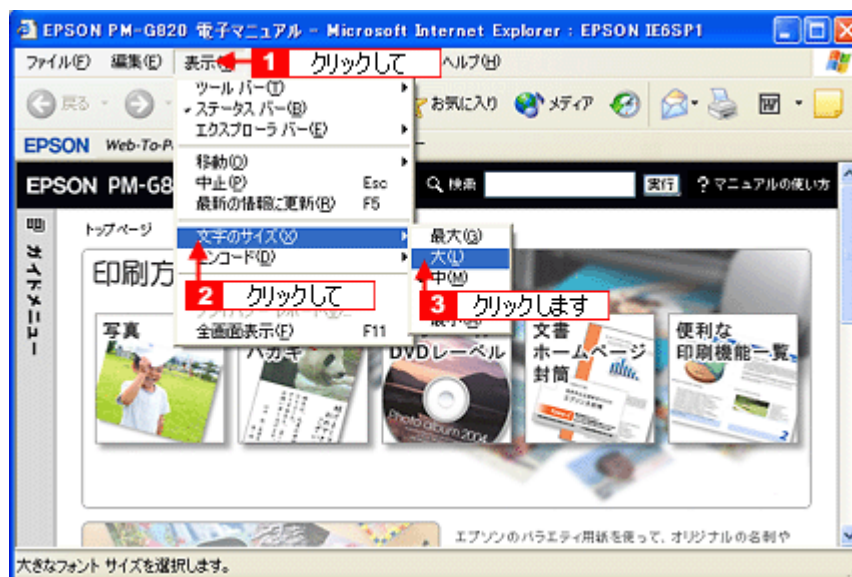 EPSON PM-G820 電子マニュアル - Microsoft Internet Explorer : EPSON IE6SP1
ファイル(F) 編集(E) 表示 1 クリックして ヘルプ(H)
ツール バー(T)
ステータス バー(B)
エクスプローラ バー(E)
移動(O)
中止(P) Esc
最新の情報に更新(R) F5
文字のサイズ(X)
エンコード(D)
全画面表示(F) F11
最大(G)
大(L)
中(M)
2 クリックして
3 クリックします
戻る お気に入り メディア
EPSON Web-To-P
EPSON PM-G8 検索 実行 ? マニュアルの使い方
ガイドメニュー
トップページ
印刷方
写真
ハガキ
DVDレーベル
Photo album 2004
文書
ホームページ
封筒
便利な
印刷機能一覧
エプソンのバラエティ用紙を使って、オリジナルの名刺や
大きなフォント サイズを選択します。